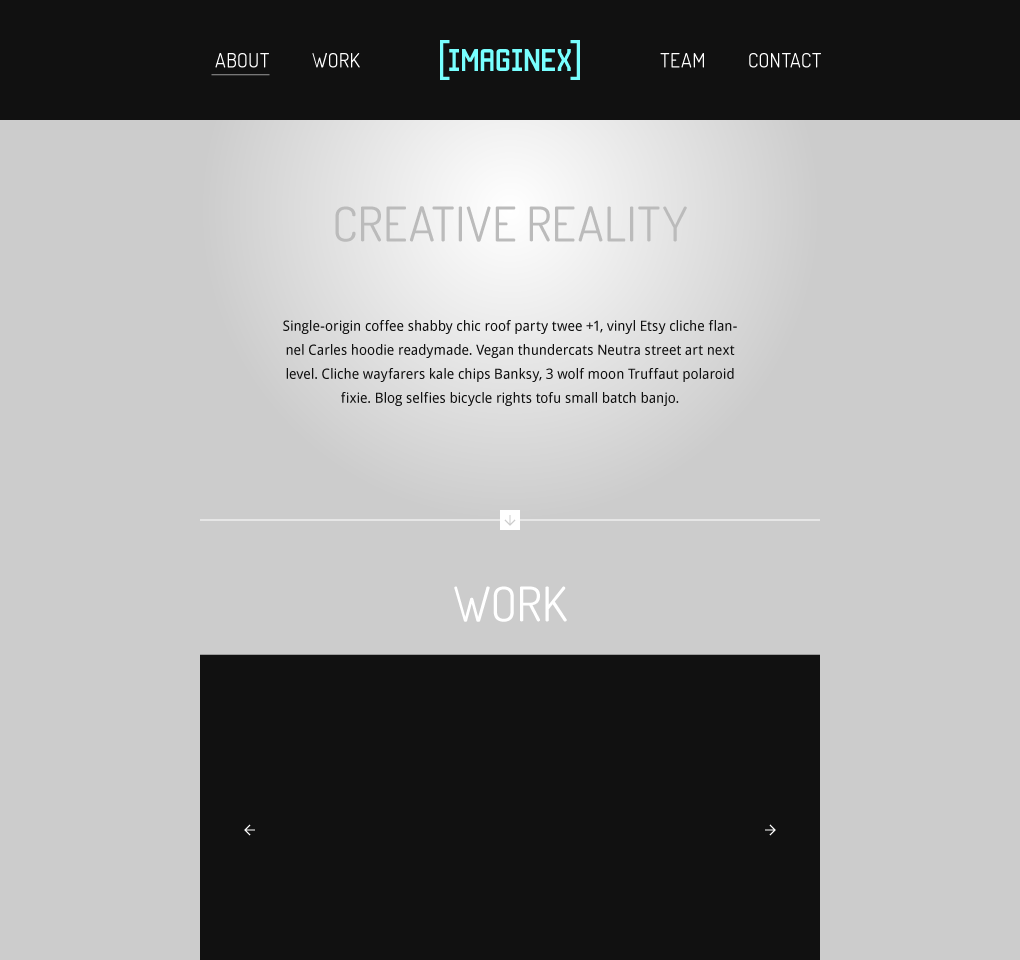 ABOUT WORK [IMAGINEX] TEAM CONTACT
CREATIVE REALITY
Single-origin coffee shabby chic roof party twee +1, vinyl Etsy cliche flan-
nel Carles hoodie readymade. Vegan thundercats Neutra street art next
level. Cliche wayfarers kale chips Banksy, 3 wolf moon Truffaut polaroid
fixie. Blog selfies bicycle rights tofu small batch banjo.
WORK